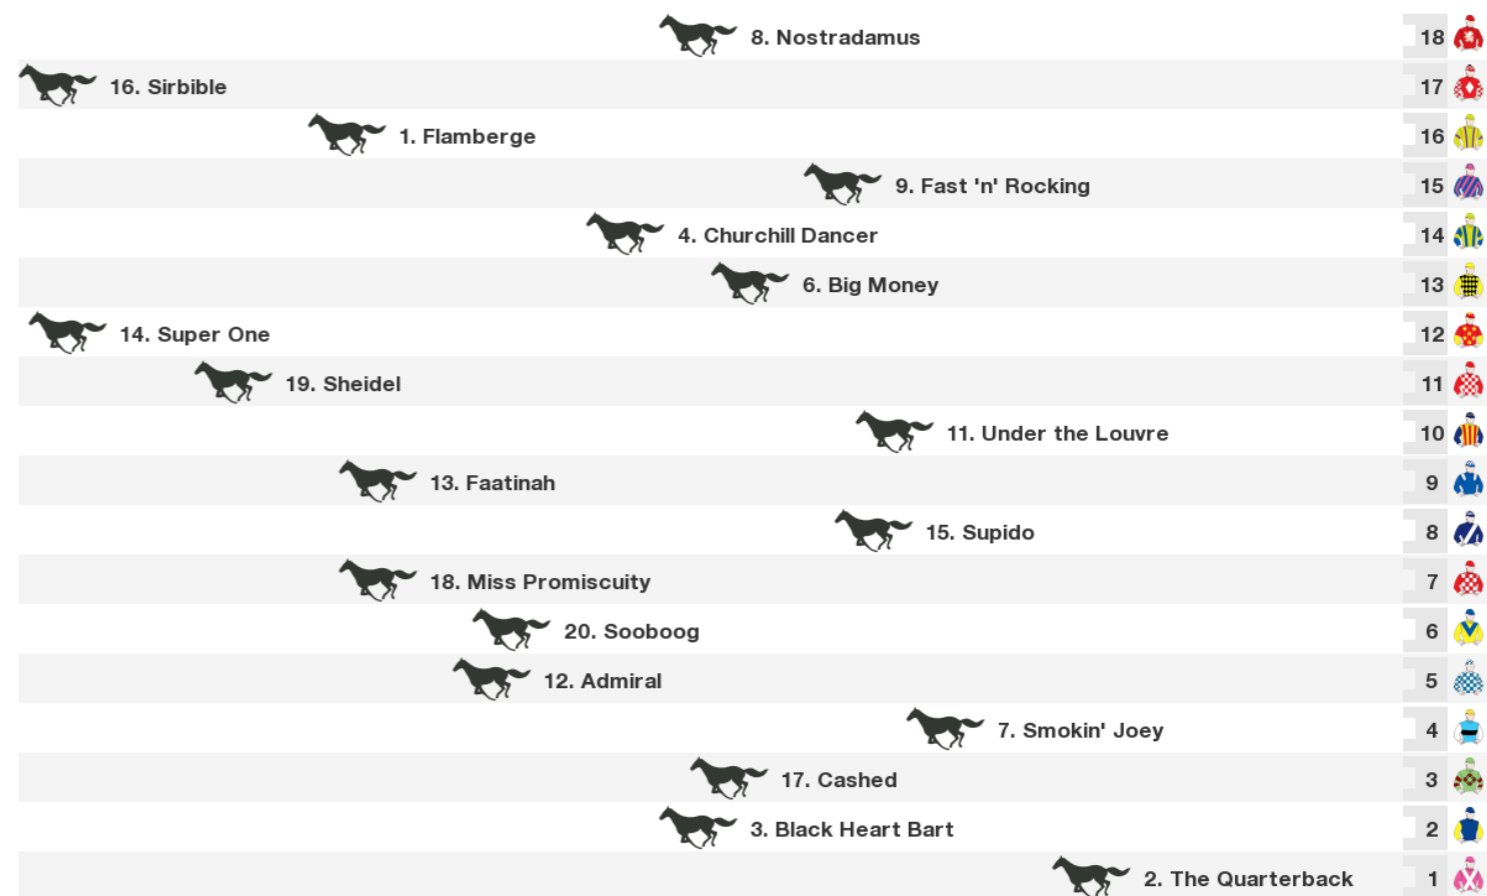 8. Nostradamus 18
16. Sirbible 17
1. Flamberge 16
9. Fast 'n' Rocking 15
4. Churchill Dancer 14
6. Big Money 13
14. Super One 12
19. Sheidel 11
11. Under the Louvre 10
13. Faatinah 9
15. Supido 8
18. Miss Promiscuity 7
20. Sooboog 6
12. Admiral 5
7. Smokin' Joey 4
17. Cashed 3
3. Black Heart Bart 2
2. The Quarterback 1